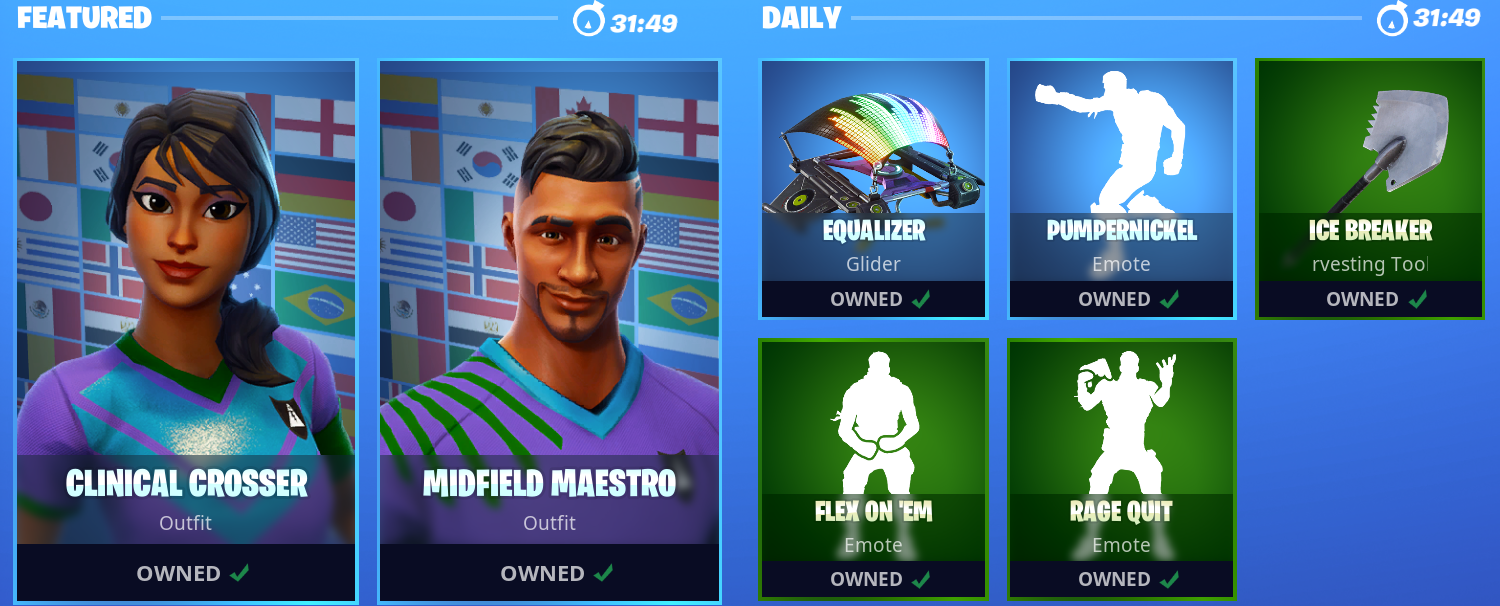 FEATURED
31:49
CLINICAL CROSSER
Outfit
OWNED
MIDFIELD MAESTRO
Outfit
OWNED
DAILY
31:49
EQUALIZER
Glider
OWNED
PUMPERNICKEL
Emote
OWNED
ICE BREAKER
rvesting Tool
OWNED
FLEX ON 'EM
Emote
OWNED
RAGE QUIT
Emote
OWNED